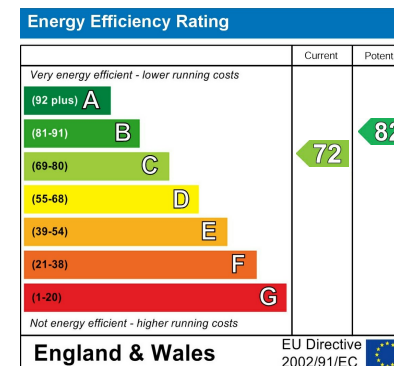 Energy Efficiency Rating
Current Potent
Very energy efficient - lower running costs
(92 plus) A
(81-91) B
(69-80) C
(55-68) D
(39-54) E
(21-38) F
(1-20) G
72
82
Not energy efficient - higher running costs
England & Wales
EU Directive
2002/91/EC